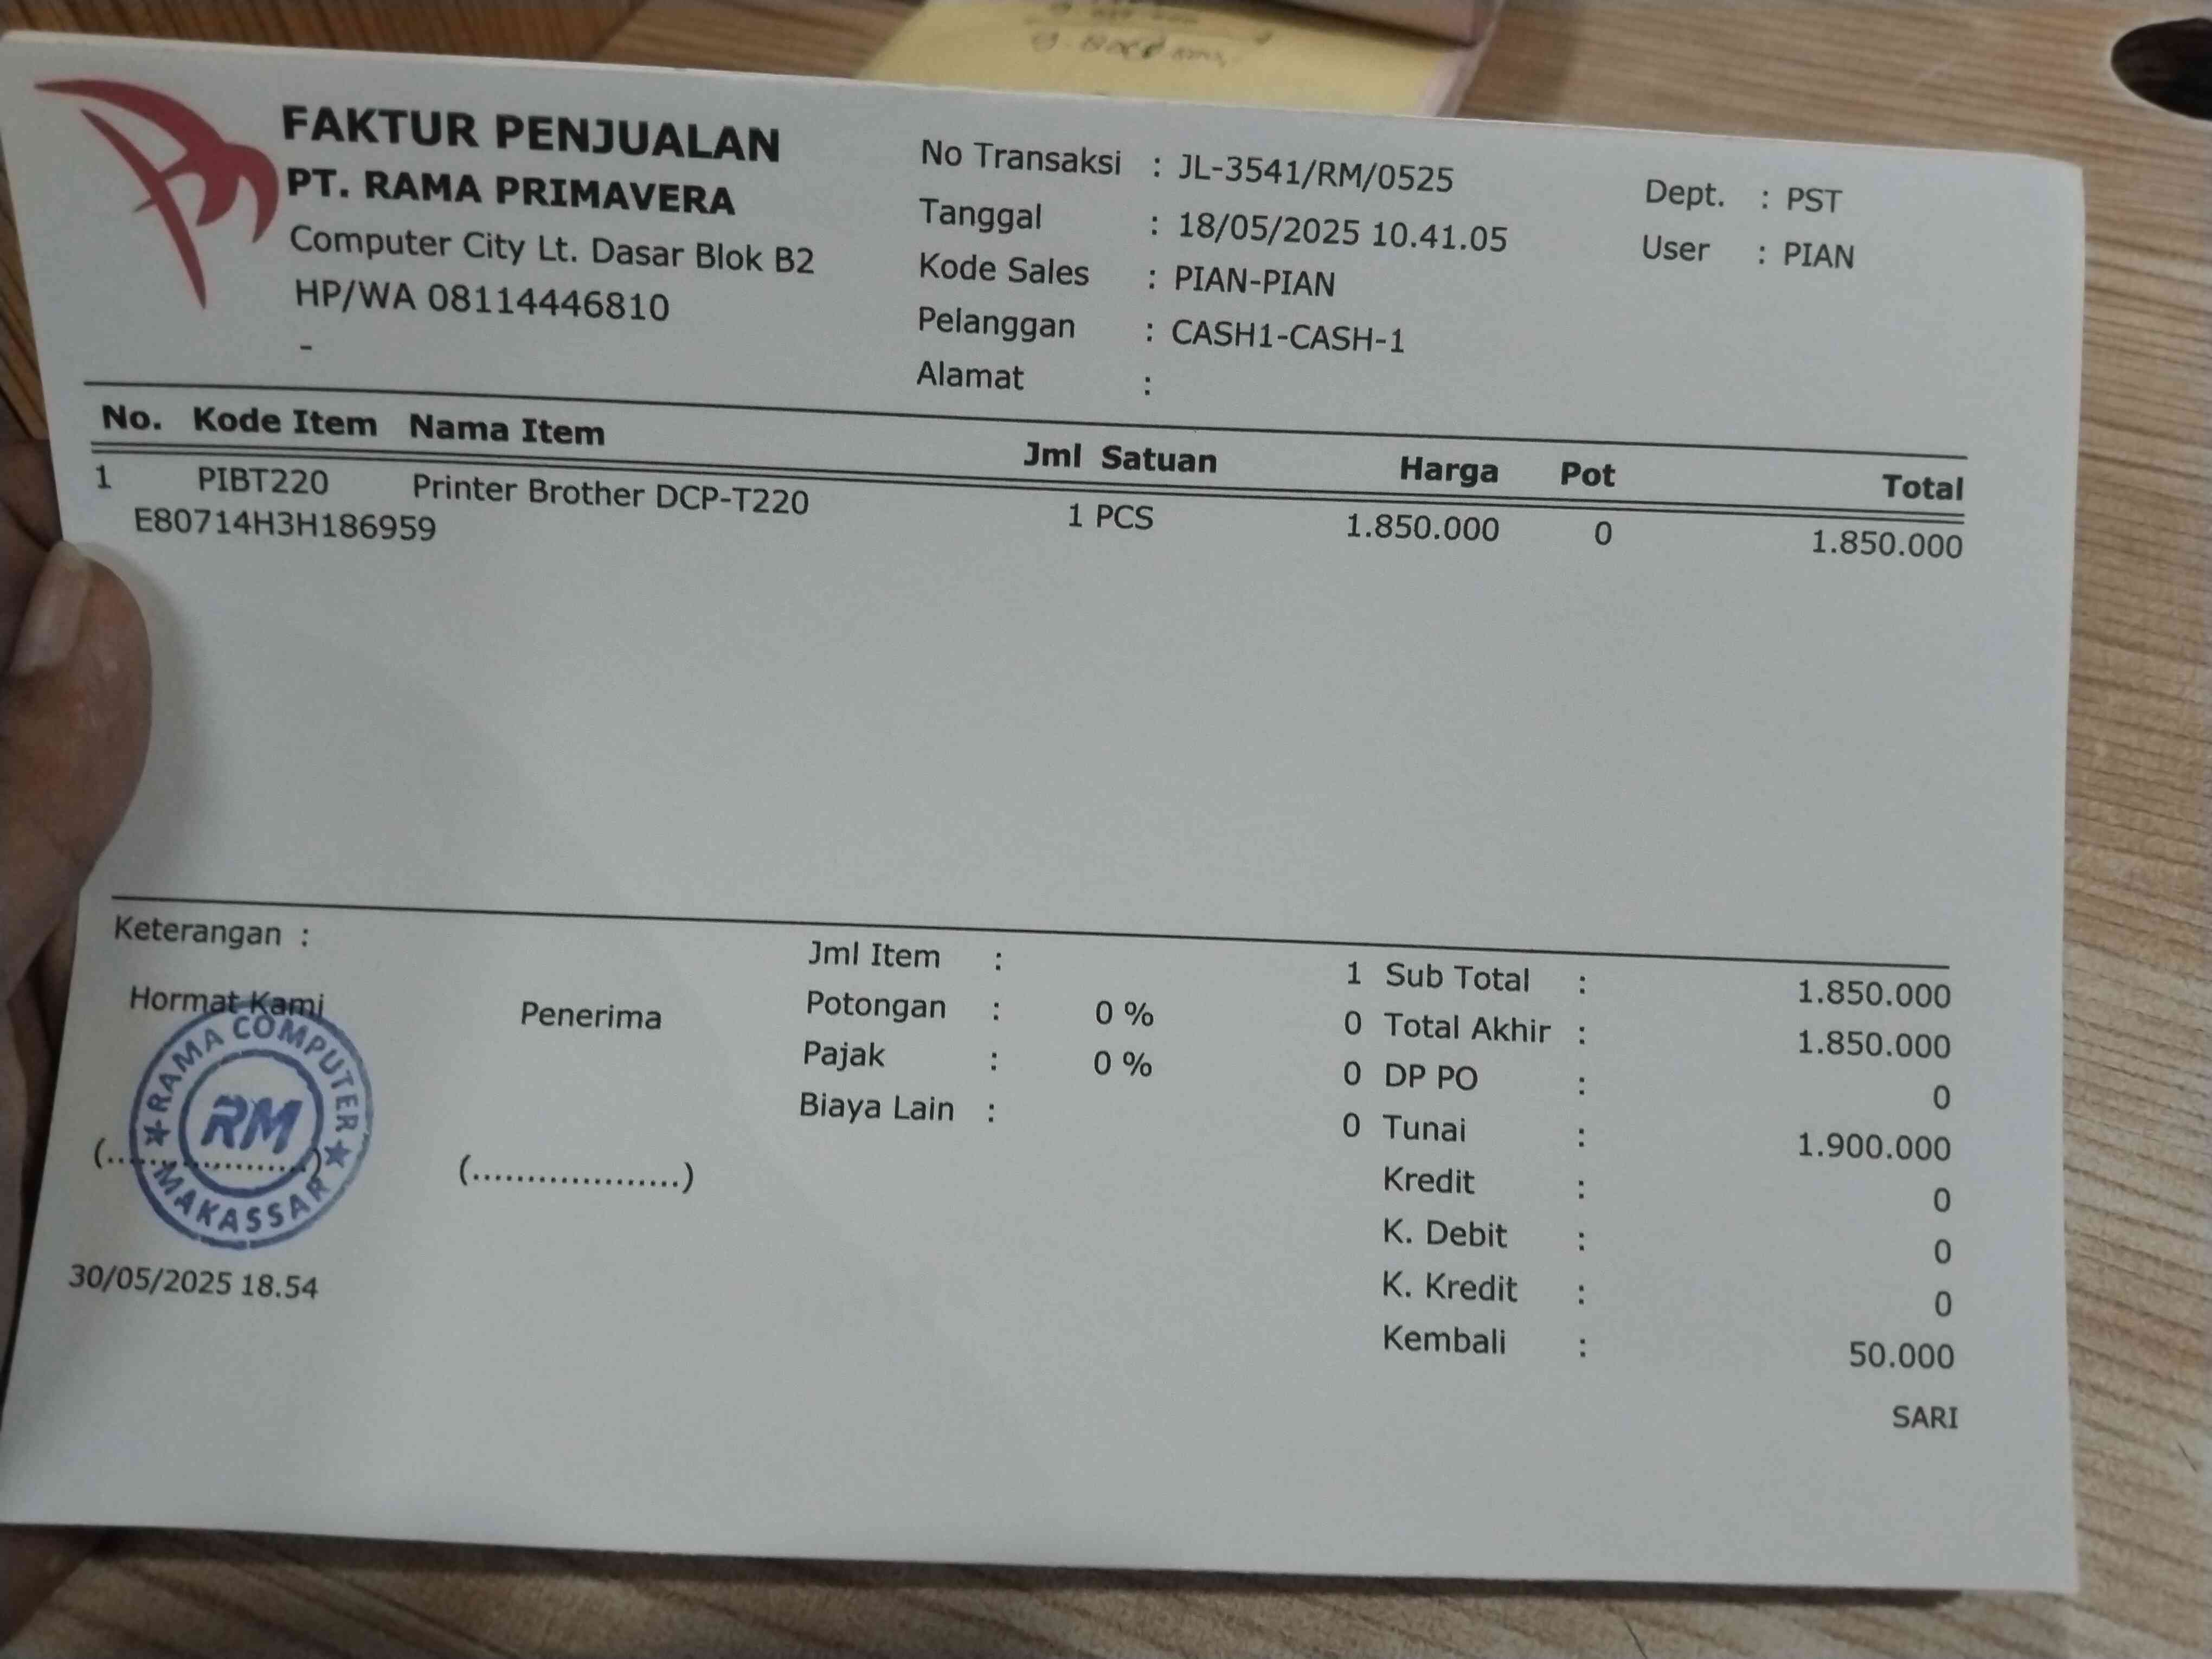 FAKTUR PENJUALAN
PT. RAMA PRIMAVERA
Computer City Lt. Dasar Blok B2
HP/WA 08114446810
-
No Transaksi : JL-3541/RM/0525
Tanggal : 18/05/2025 10.41.05
Kode Sales : PIAN-PIAN
Pelanggan : CASH1-CASH-1
Alamat :
Dept. : PST
User : PIAN
No. Kode Item Nama Item Jml Satuan Harga Pot Total
1 PIBT220 Printer Brother DCP-T220 1 PCS 1.850.000 0 1.850.000
E80714H3H186959
Keterangan :
Hormat Kami
Penerima
RAMA COMPUTER
RM
MAKASSAR
(....................)
(....................)
30/05/2025 18.54
Jml Item : 1
Potongan : 0 % 0
Pajak : 0 % 0
Biaya Lain : 0
Sub Total : 1.850.000
Total Akhir : 1.850.000
DP PO : 0
Tunai : 1.900.000
Kredit : 0
K. Debit : 0
K. Kredit : 0
Kembali : 50.000
SARI